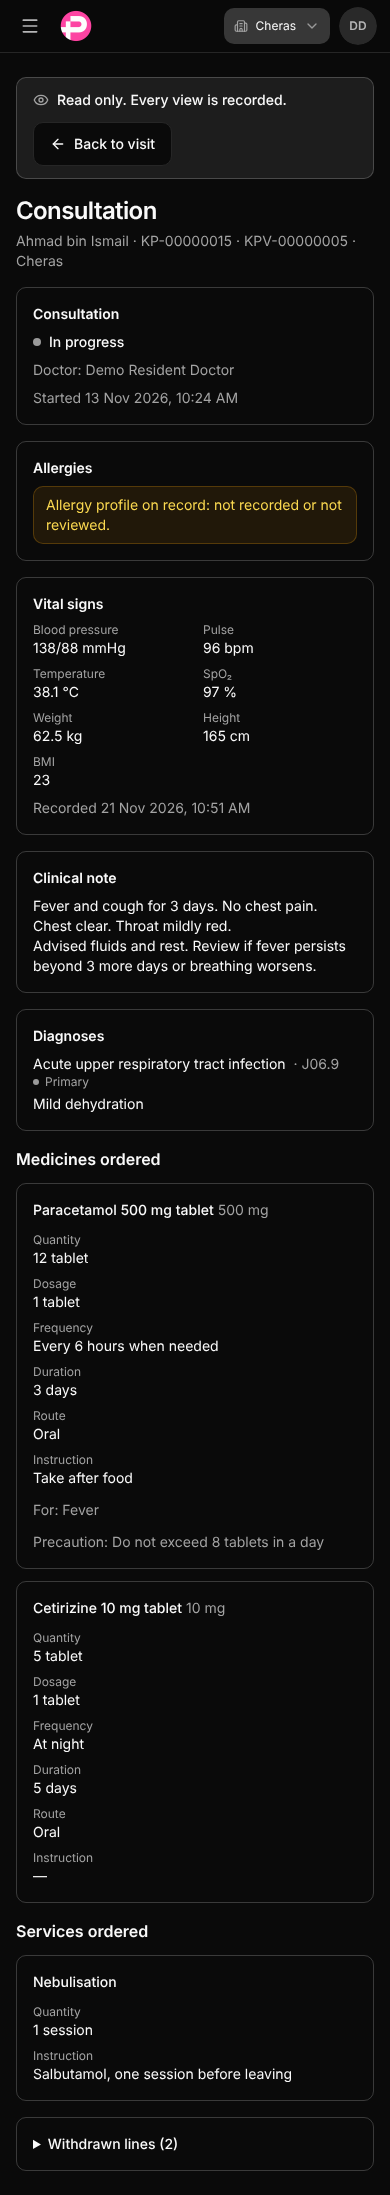 Cheras
DD
Read only. Every view is recorded.
Back to visit
Consultation
Ahmad bin Ismail · KP-00000015 · KPV-00000005 ·
Cheras
Consultation
In progress
Doctor: Demo Resident Doctor
Started 13 Nov 2026, 10:24 AM
Allergies
Allergy profile on record: not recorded or not
reviewed.
Vital signs
Blood pressure
138/88 mmHg
Pulse
96 bpm
Temperature
38.1 °C
SpO₂
97 %
Weight
62.5 kg
Height
165 cm
BMI
23
Recorded 21 Nov 2026, 10:51 AM
Clinical note
Fever and cough for 3 days. No chest pain.
Chest clear. Throat mildly red.
Advised fluids and rest. Review if fever persists
beyond 3 more days or breathing worsens.
Diagnoses
Acute upper respiratory tract infection · J06.9
Primary
Mild dehydration
Medicines ordered
Paracetamol 500 mg tablet 500 mg
Quantity
12 tablet
Dosage
1 tablet
Frequency
Every 6 hours when needed
Duration
3 days
Route
Oral
Instruction
Take after food
For: Fever
Precaution: Do not exceed 8 tablets in a day
Cetirizine 10 mg tablet 10 mg
Quantity
5 tablet
Dosage
1 tablet
Frequency
At night
Duration
5 days
Route
Oral
Instruction
—
Services ordered
Nebulisation
Quantity
1 session
Instruction
Salbutamol, one session before leaving
Withdrawn lines (2)